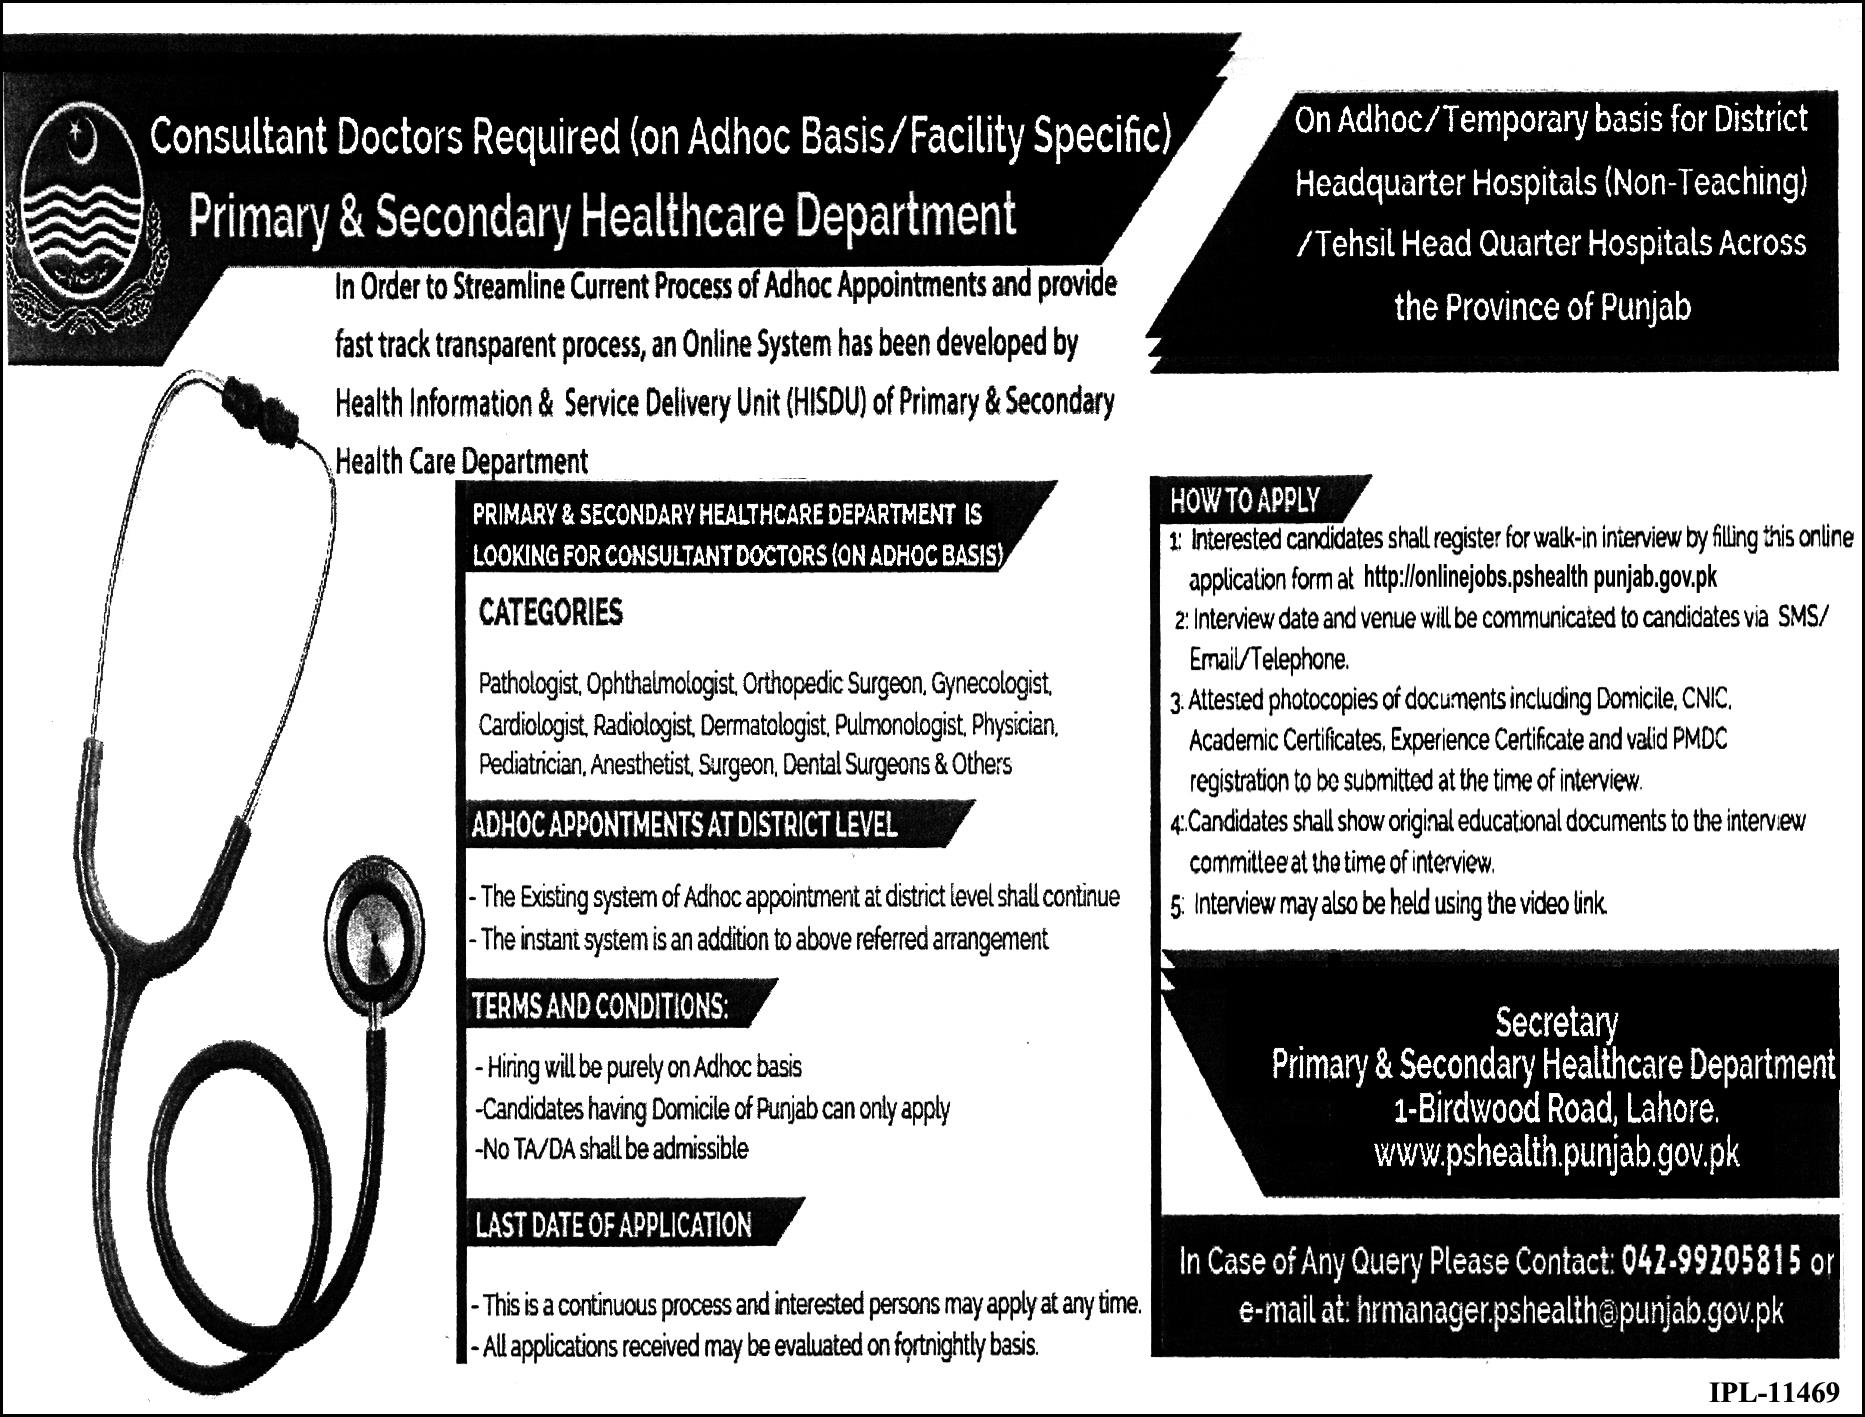 Consultant Doctors Required (on Adhoc Basis/Facility Specific)
Primary & Secondary Healthcare Department
On Adhoc/Temporary basis for District
Headquarter Hospitals (Non-Teaching)
/Tehsil Head Quarter Hospitals Across
the Province of Punjab
In Order to Streamline Current Process of Adhoc Appointments and provide
fast track transparent process, an Online System has been developed by
Health Information & Service Delivery Unit (HISDU) of Primary & Secondary
Health Care Department
PRIMARY & SECONDARY HEALTHCARE DEPARTMENT IS
LOOKING FOR CONSULTANT DOCTORS (ON ADHOC BASIS)
CATEGORIES
Pathologist, Ophthalmologist, Orthopedic Surgeon, Gynecologist,
Cardiologist, Radiologist, Dermatologist, Pulmonologist, Physician,
Pediatrician, Anesthetist, Surgeon, Dental Surgeons & Others
ADHOC APPONTMENTS AT DISTRICT LEVEL
- The Existing system of Adhoc appointment at district level shall continue
- The instant system is an addition to above referred arrangement
TERMS AND CONDITIONS:
- Hiring will be purely on Adhoc basis
-Candidates having Domicile of Punjab can only apply
-No TA/DA shall be admissible
LAST DATE OF APPLICATION
- This is a continuous process and interested persons may apply at any time.
- All applications received may be evaluated on fortnightly basis.
HOW TO APPLY
1: Interested candidates shall register for walk-in interview by filling this online
application form at http://onlinejobs.pshealth punjab.gov.pk
2: Interview date and venue will be communicated to candidates via SMS/
Email/Telephone.
3. Attested photocopies of documents including Domicile, CNIC,
Academic Certificates, Experience Certificate and valid PMDC
registration to be submitted at the time of interview.
4:.Candidates shall show original educational documents to the interview
committee at the time of interview.
5: Interview may also be held using the video link.
Secretary
Primary & Secondary Healthcare Department
1-Birdwood Road, Lahore.
www.pshealth.punjab.gov.pk
In Case of Any Query Please Contact: 042-99205815 or
e-mail at: hrmanager.pshealth@punjab.gov.pk
IPL-11469